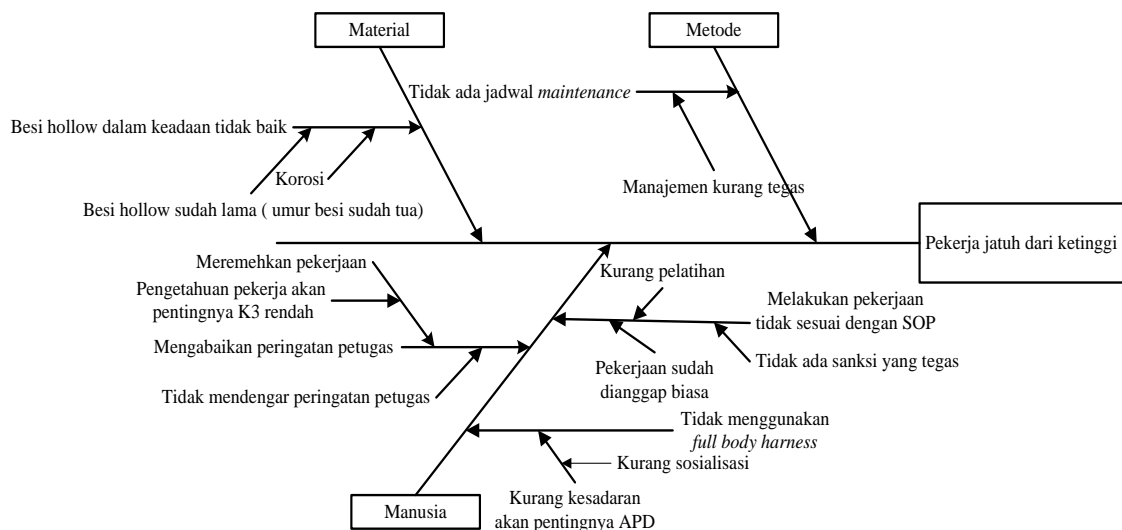 Material
Metode
Tidak ada jadwal maintenance
Besi hollow dalam keadaan tidak baik
Korosi
Manajemen kurang tegas
Besi hollow sudah lama ( umur besi sudah tua)
Pekerja jatuh dari ketinggi
Meremehkan pekerjaan
Kurang pelatihan
Pengetahuan pekerja akan
pentingnya K3 rendah
Melakukan pekerjaan
tidak sesuai dengan SOP
Mengabaikan peringatan petugas
Pekerjaan sudah
dianggap biasa
Tidak ada sanksi yang tegas
Tidak mendengar peringatan petugas
Tidak menggunakan
full body harness
Kurang sosialisasi
Kurang kesadaran
akan pentingnya APD
Manusia